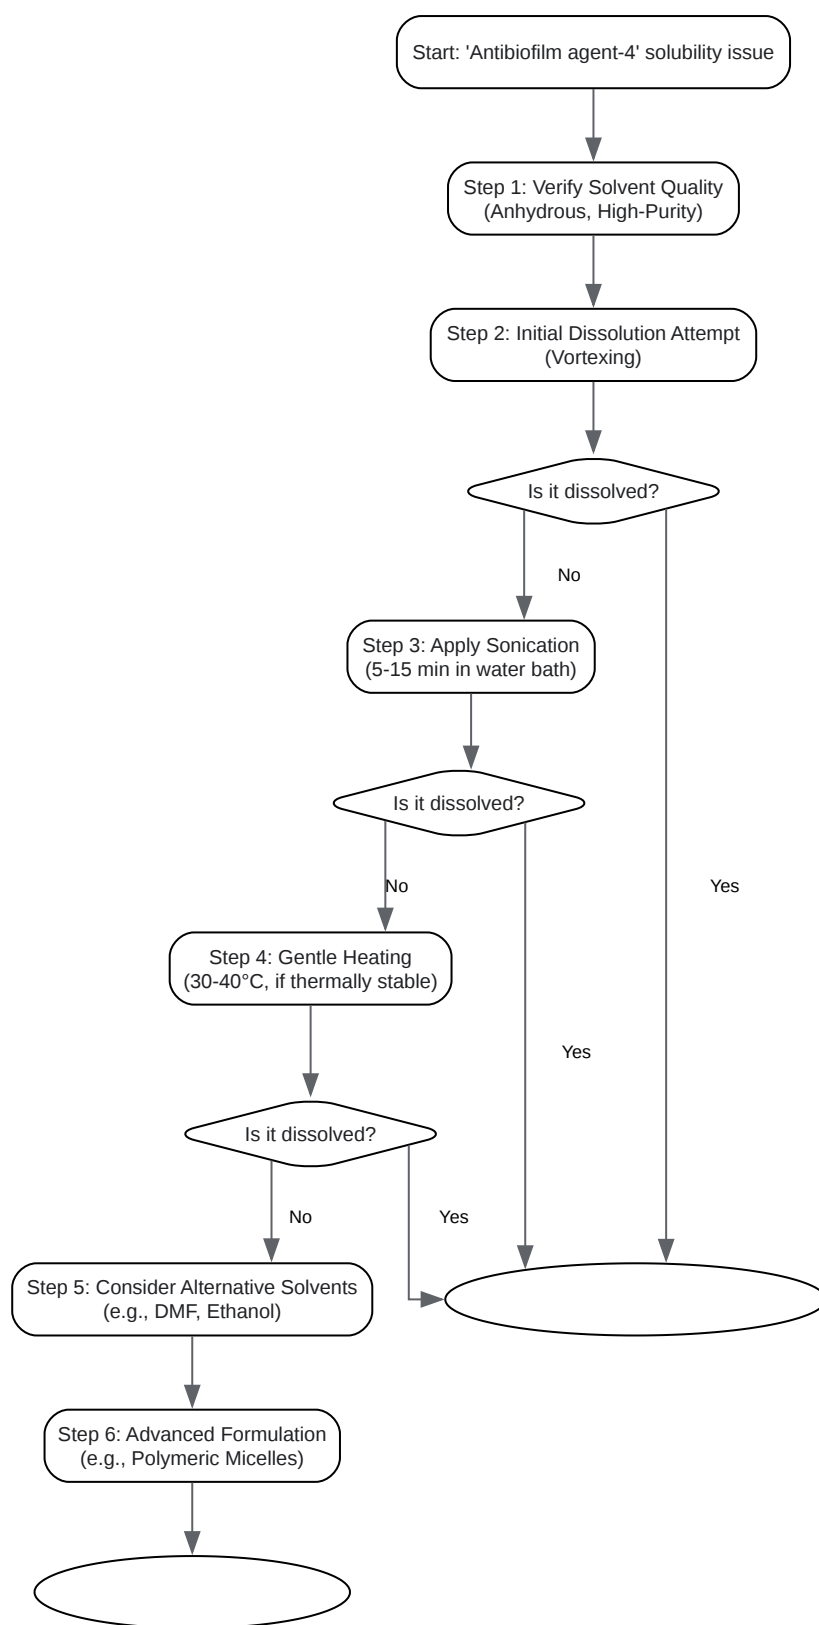 Start: 'Antibiofilm agent-4' solubility issue
Step 1: Verify Solvent Quality
(Anhydrous, High-Purity)
Step 2: Initial Dissolution Attempt
(Vortexing)
Is it dissolved?
No
Step 3: Apply Sonication
(5-15 min in water bath)
Is it dissolved?
No
Yes
Step 4: Gentle Heating
(30-40°C, if thermally stable)
Yes
Is it dissolved?
No
Yes
Step 5: Consider Alternative Solvents
(e.g., DMF, Ethanol)
Step 6: Advanced Formulation
(e.g., Polymeric Micelles)